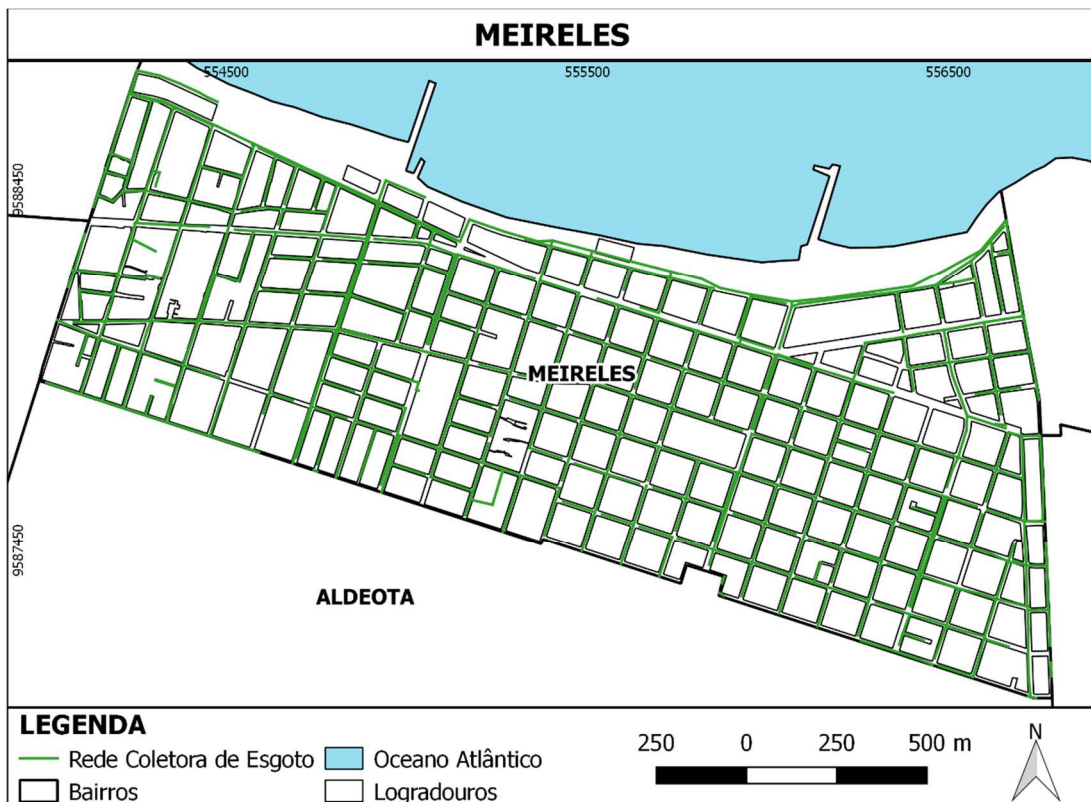 MEIRELES
554500 555500 556500
9588450
MEIRELES
9587450
ALDEOTA
LEGENDA
Rede Coletora de Esgoto
Oceano Atlântico
Bairros
Logradouros
250 0 250 500 m
N